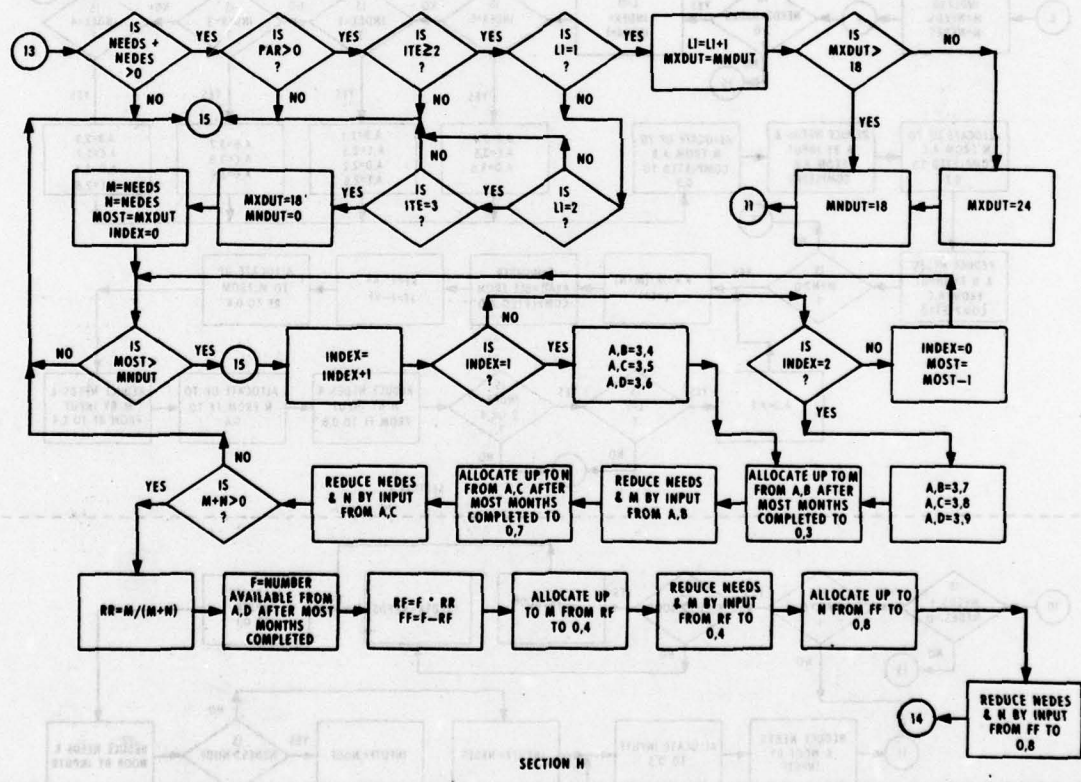 13
IS
NEEDS +
NEDES
>0
YES
NO
IS
PAR>0
?
YES
NO
IS
ITE≥2
?
YES
NO
IS
LI=1
?
YES
NO
LI=LI+1
MXDUT=MNDUT
IS
MXDUT>
18
NO
YES
15
M=NEEDS
N=NEDES
MOST=MXDUT
INDEX=0
MXDUT=18
MNDUT=0
YES
IS
ITE=3
?
NO
YES
IS
LI=2
?
NO
11
MNDUT=18
MXDUT=24
NO
IS
MOST>
MNDUT
YES
15
INDEX=
INDEX+1
IS
INDEX=1
?
NO
YES
A,B=3,4
A,C=3,5
A,D=3,6
IS
INDEX=2
?
NO
YES
INDEX=0
MOST=
MOST-1
YES
IS
M+N>0
?
NO
REDUCE NEDES
& N BY INPUT
FROM A,C
ALLOCATE UP TO N
FROM A,C AFTER
MOST MONTHS
COMPLETED TO
0,7
REDUCE NEEDS
& M BY INPUT
FROM A,B
ALLOCATE UP TO M
FROM A,B AFTER
MOST MONTHS
COMPLETED TO
0,3
A,B=3,7
A,C=3,8
A,D=3,9
RR=M/(M+N)
F=NUMBER
AVAILABLE FROM
A,D AFTER MOST
MONTHS
COMPLETED
RF=F * RR
FF=F-RF
ALLOCATE UP
TO M FROM RF
TO 0,4
REDUCE NEEDS
& M BY INPUT
FROM RF TO
0,4
ALLOCATE UP TO
N FROM FF TO
0,8
14
REDUCE NEDES
& N BY INPUT
FROM FF TO
0,8
SECTION H